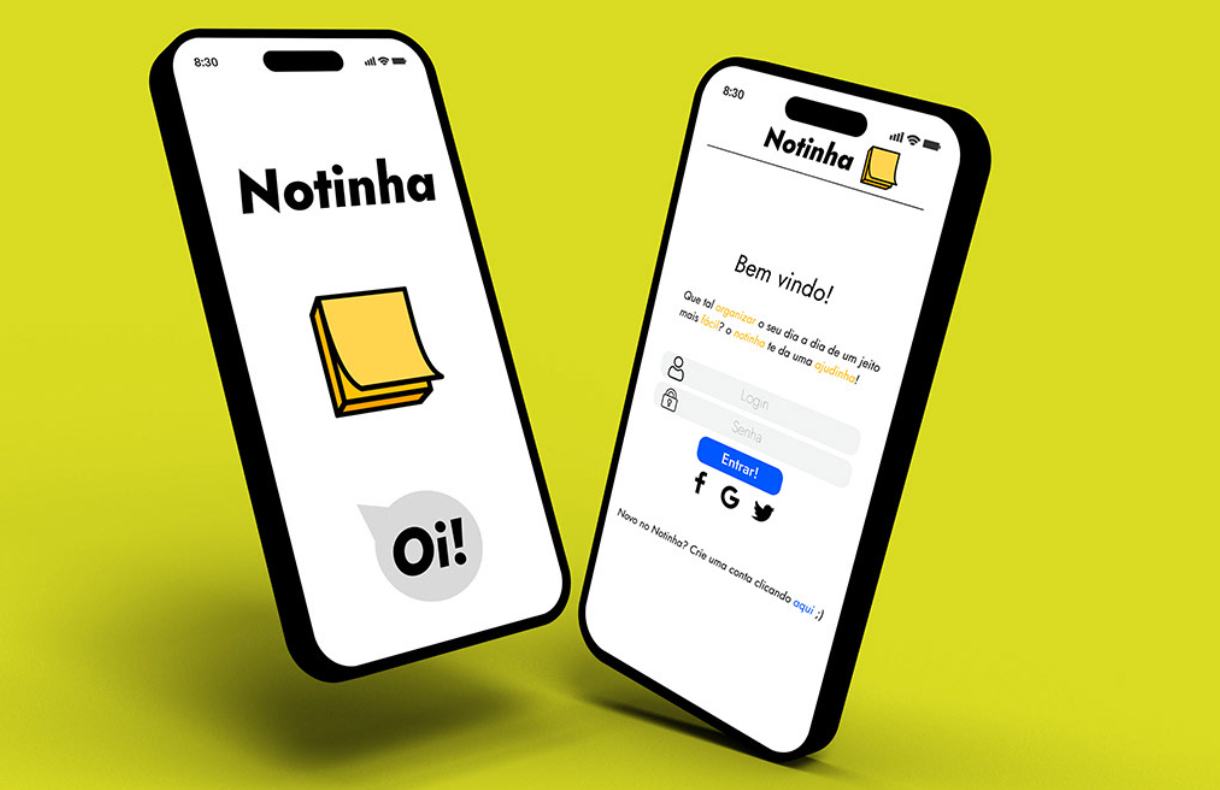 8:30
Notinha
Oi!
8:30
Notinha
Bem vindo!
Que tal organizar o seu dia a dia de um jeito
mais fácil? o notinha te da uma ajudinha!
Login
Senha
Entrar!
Novo no Notinha? Crie uma conta clicando aqui ;)